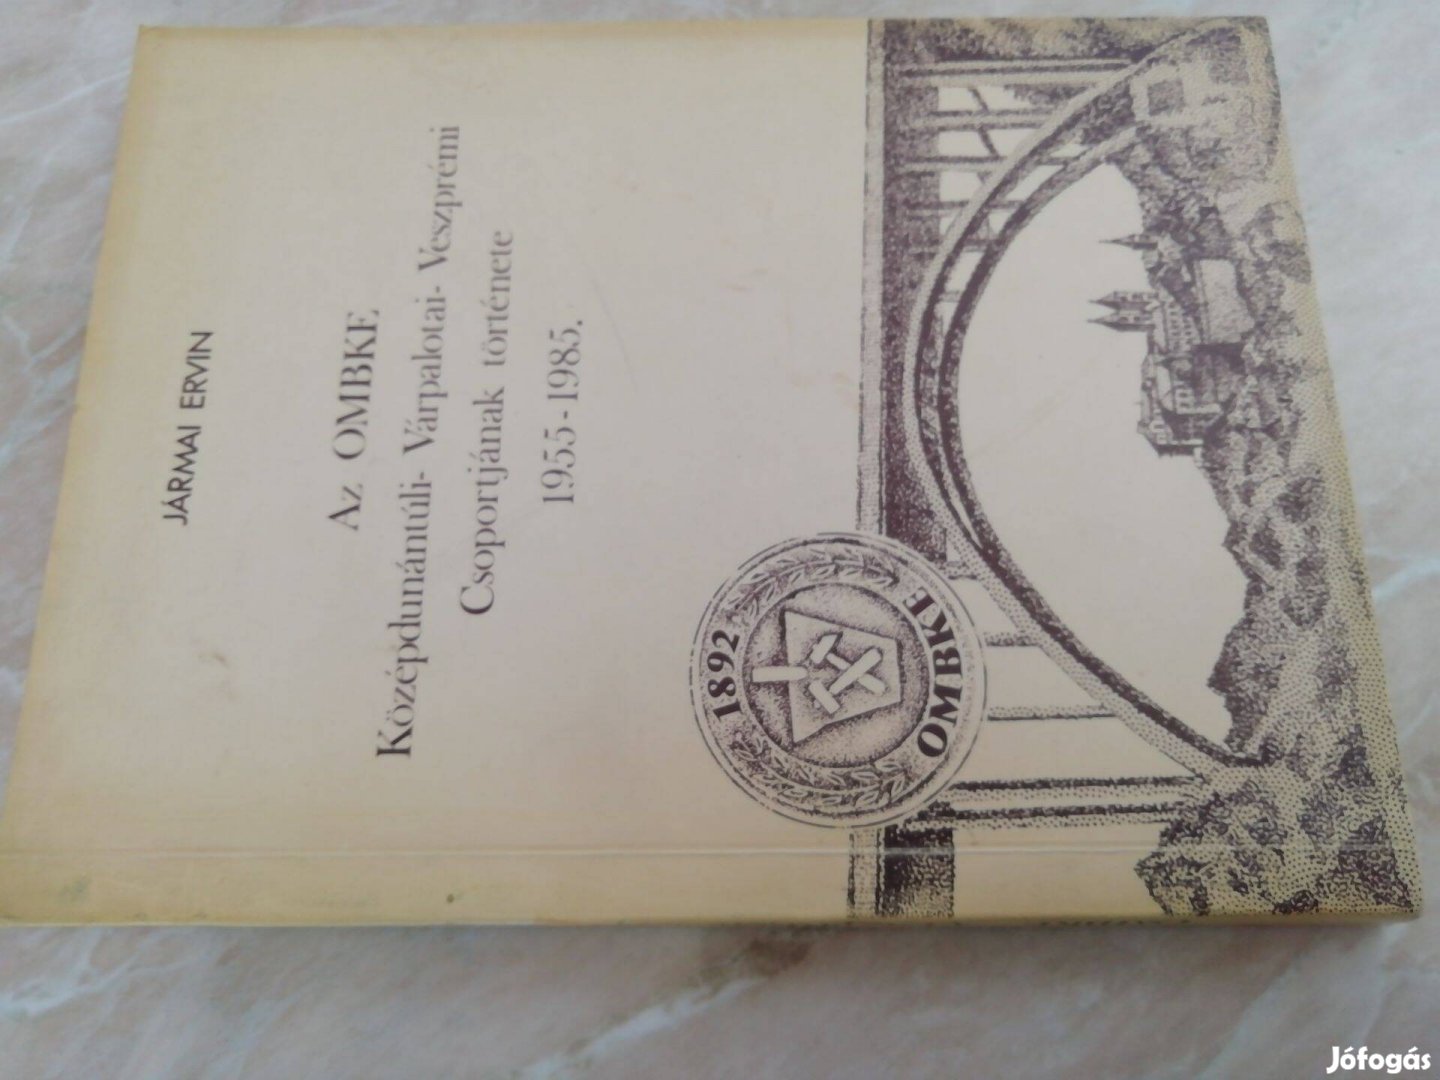 JÁRMAI ERVIN
Az OMBKE
Középdunántúli- Várpalotai- Veszprémi
Csoportjának története
1955-1985.
1892
OMBKE
Jófogás